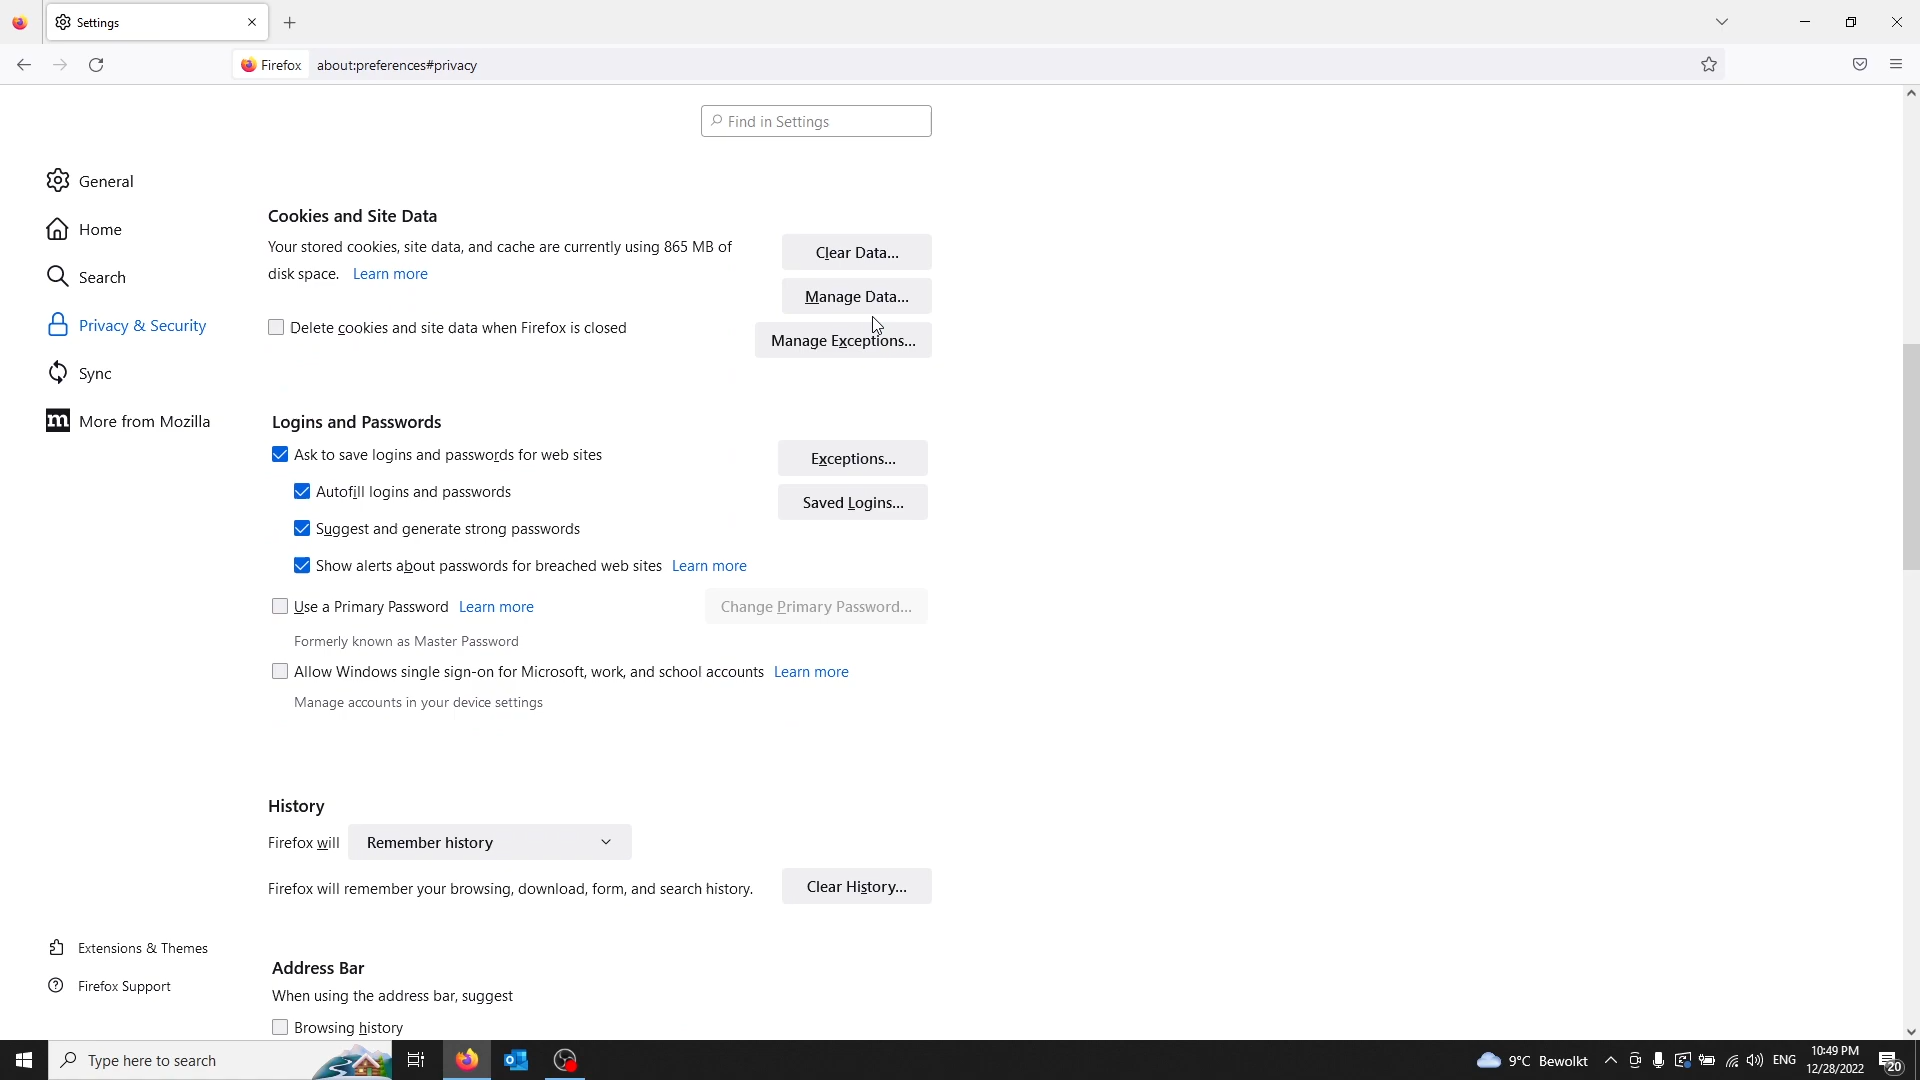 Settings
Firefox
about:preferences#privacy
Find in Settings
General
Home
Search
Privacy & Security
Sync
More from Mozilla
Cookies and Site Data
Your stored cookies, site data, and cache are currently using 865 MB of
disk space. Learn more
Clear Data...
Manage Data...
Delete cookies and site data when Firefox is closed
Manage Exceptions...
Logins and Passwords
Ask to save logins and passwords for web sites
Exceptions...
Autofill logins and passwords
Saved Logins...
Suggest and generate strong passwords
Show alerts about passwords for breached web sites Learn more
Use a Primary Password Learn more
Change Primary Password...
Formerly known as Master Password
Allow Windows single sign-on for Microsoft, work, and school accounts Learn more
Manage accounts in your device settings
History
Firefox will Remember history
Firefox will remember your browsing, download, form, and search history.
Clear History...
Extensions & Themes
Firefox Support
Address Bar
When using the address bar, suggest
Browsing history
Type here to search
9°C Bewolkt
ENG
10:49 PM
12/28/2022
20